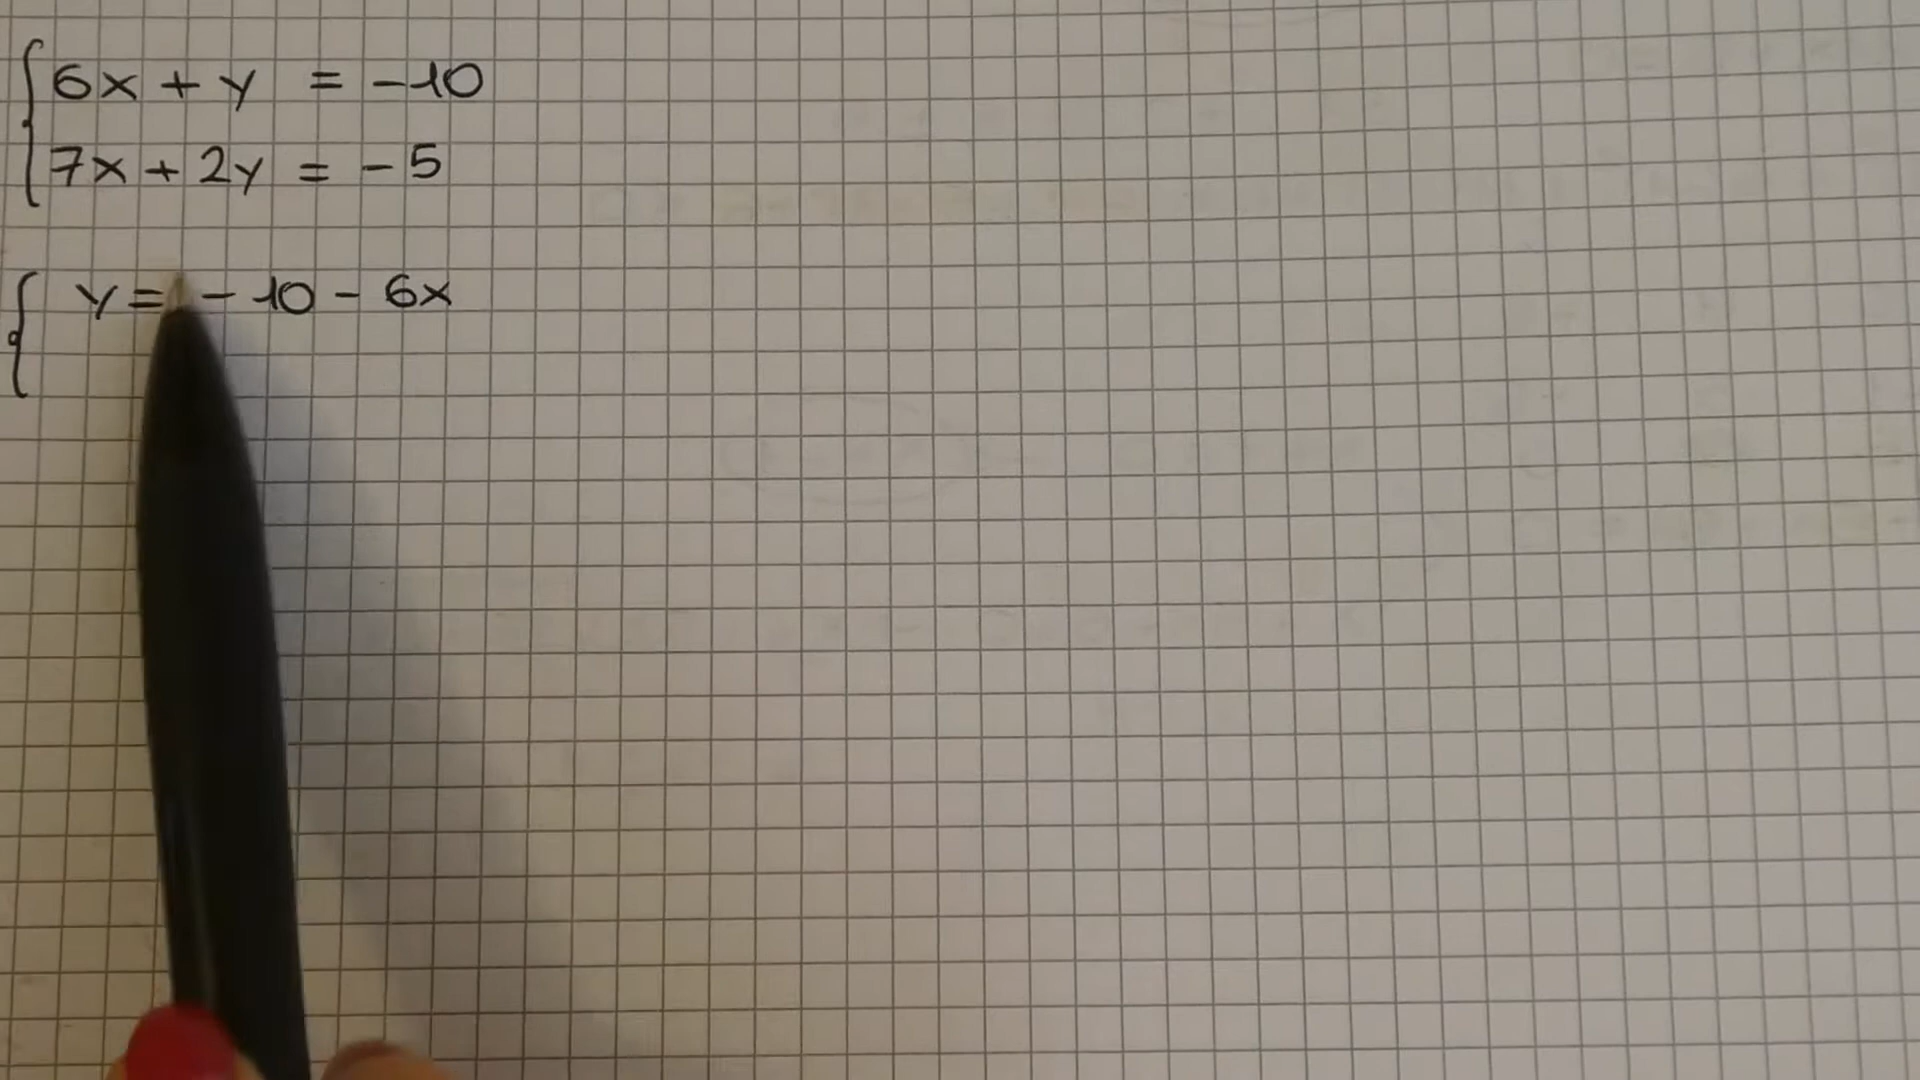 6x + y = -10
7x + 2y = -5
y = -10 - 6x